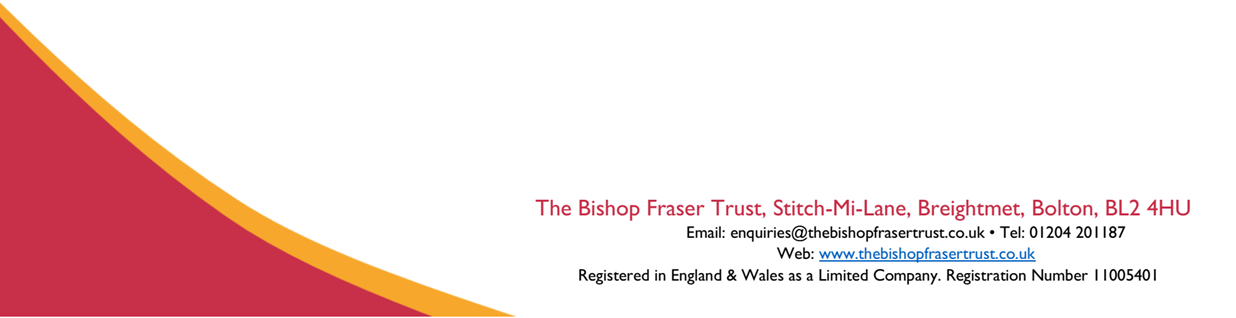 The Bishop Fraser Trust, Stitch-Mi-Lane, Breightmet, Bolton, BL2 4HU
Email: enquiries@thebishopfrasertrust.co.uk • Tel: 01204 201187
Web: www.thebishopfrasertrust.co.uk
Registered in England & Wales as a Limited Company. Registration Number 11005401